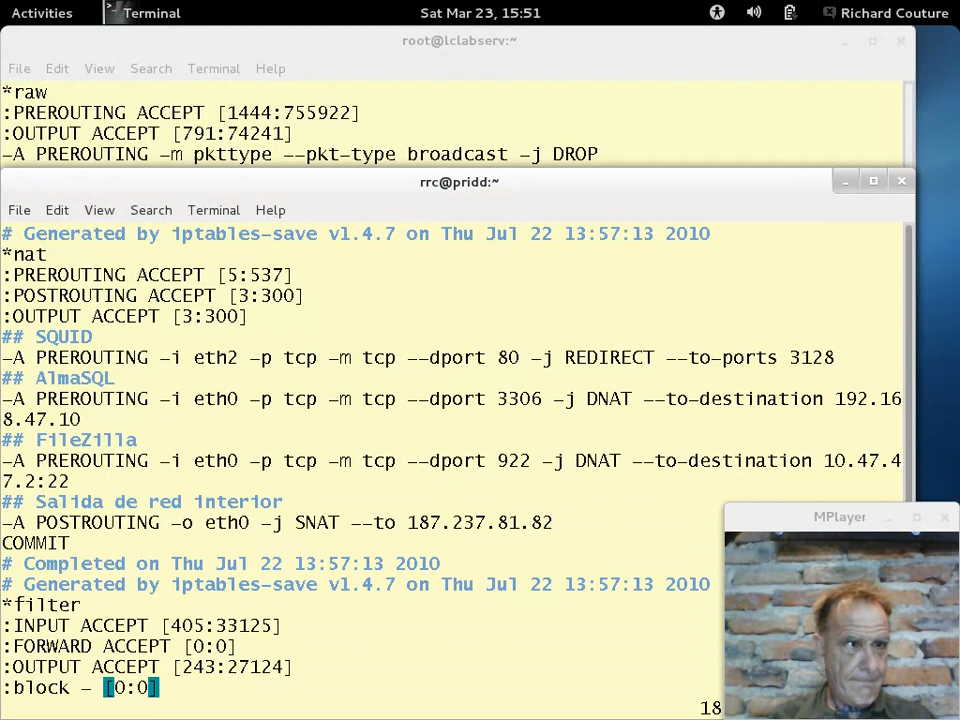 Activities Terminal Sat Mar 23, 15:51 Richard Couture
root@lclabserv:~
File Edit View Search Terminal Help
*raw
:PREROUTING ACCEPT [1444:755922]
:OUTPUT ACCEPT [791:74241]
-A PREROUTING -m pkttype --pkt-type broadcast -j DROP
rrc@pridd:~
File Edit View Search Terminal Help
# Generated by iptables-save v1.4.7 on Thu Jul 22 13:57:13 2010
*nat
:PREROUTING ACCEPT [5:537]
:POSTROUTING ACCEPT [3:300]
:OUTPUT ACCEPT [3:300]
## SQUID
-A PREROUTING -i eth2 -p tcp -m tcp --dport 80 -j REDIRECT --to-ports 3128
## AlmaSQL
-A PREROUTING -i eth0 -p tcp -m tcp --dport 3306 -j DNAT --to-destination 192.16
8.47.10
## FileZilla
-A PREROUTING -i eth0 -p tcp -m tcp --dport 922 -j DNAT --to-destination 10.47.4
7.2:22
## Salida de red interior
-A POSTROUTING -o eth0 -j SNAT --to 187.237.81.82
COMMIT
# Completed on Thu Jul 22 13:57:13 2010
# Generated by iptables-save v1.4.7 on Thu Jul 22 13:57:13 2010
*filter
:INPUT ACCEPT [405:33125]
:FORWARD ACCEPT [0:0]
:OUTPUT ACCEPT [243:27124]
:block - [0:0]
18
MPlayer